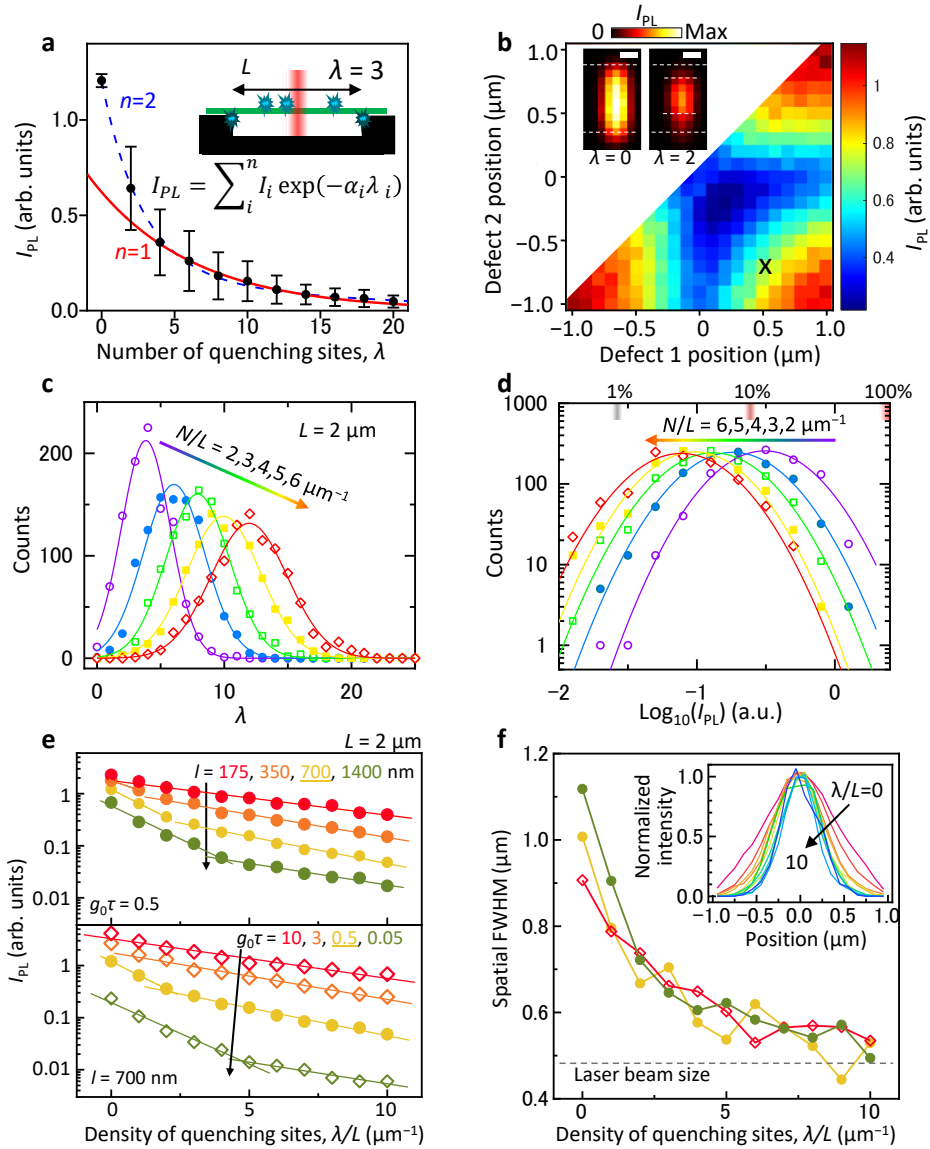 a
I_PL (arb. units)
1.0
0.5
0.0
0 5 10 15 20
Number of quenching sites, λ
L
λ = 3
n=2
n=1
I_PL = ∑_i^n I_i exp(−α_i λ_i)
b
I_PL
0 Max
1.0
0.5
0
−0.5
−1.0
Defect 2 position (µm)
-1.0 -0.5 0 0.5 1.0
Defect 1 position (µm)
λ = 0 λ = 2
X
1
0.8
0.6
0.4
I_PL (arb. units)
c
L = 2 µm
N/L = 2,3,4,5,6 µm⁻¹
Counts
200
100
0
0 10 20
λ
d
1% 10% 100%
N/L = 6,5,4,3,2 µm⁻¹
Counts
1000
100
10
1
-2 -1 0
Log₁₀(I_PL) (a.u.)
e
L = 2 µm
l = 175, 350, 700, 1400 nm
1
0.1
0.01
g₀τ = 0.5
I_PL (arb. units)
g₀τ = 10, 3, 0.5, 0.05
1
0.1
0.01
l = 700 nm
0 5 10
Density of quenching sites, λ/L (µm⁻¹)
f
Spatial FWHM (µm)
1.2
1.0
0.8
0.6
0.4
Laser beam size
0 5 10
Density of quenching sites, λ/L (µm⁻¹)
Normalized
intensity
1.0
0.5
0.0
λ/L=0
10
−1.0 −0.5 0.0 0.5 1.0
Position (µm)